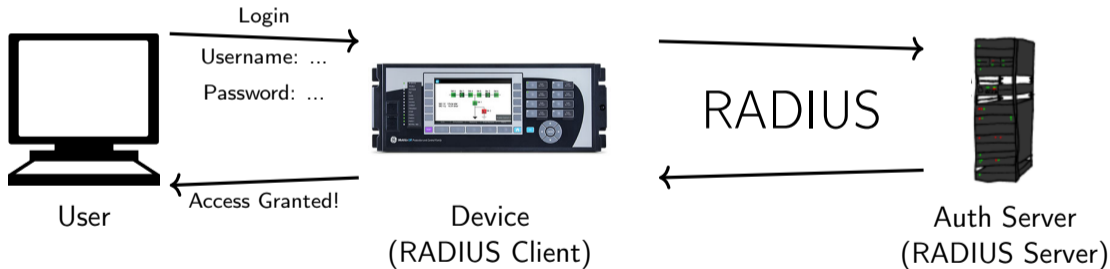 Login
Username: ...
Password: ...
Access Granted!
RADIUS
User
Device
(RADIUS Client)
Auth Server
(RADIUS Server)